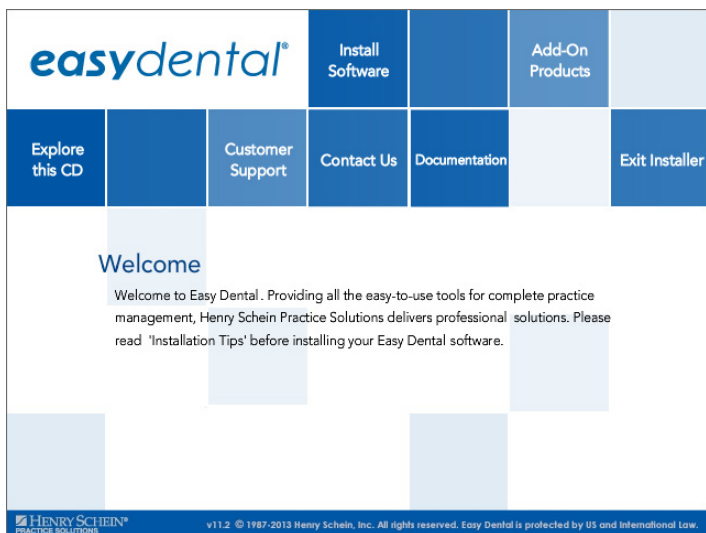 easydental®
Install
Software
Add-On
Products
Explore
this CD
Customer
Support
Contact Us
Documentation
Exit Installer
Welcome
Welcome to Easy Dental. Providing all the easy-to-use tools for complete practice
management, Henry Schein Practice Solutions delivers professional solutions. Please
read 'Installation Tips' before installing your Easy Dental software.
HENRY SCHEIN®
PRACTICE SOLUTIONS
v11.2 © 1987-2013 Henry Schein, Inc. All rights reserved. Easy Dental is protected by US and International Law.